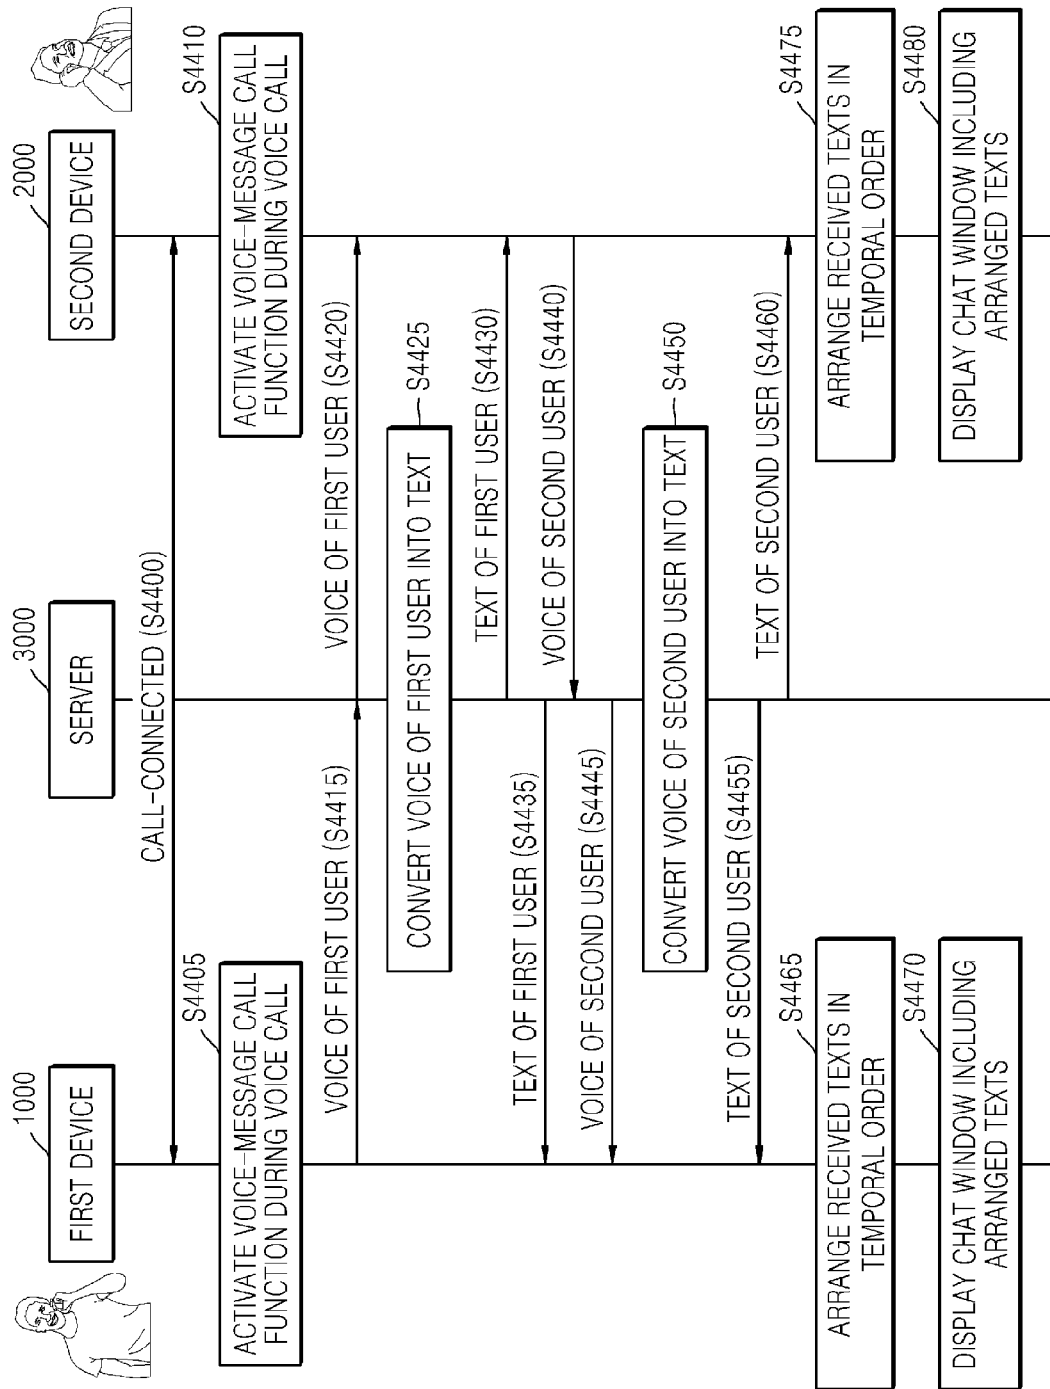 1000
FIRST DEVICE
3000
SERVER
2000
SECOND DEVICE
CALL-CONNECTED (S4400)
S4405
ACTIVATE VOICE-MESSAGE CALL
FUNCTION DURING VOICE CALL
S4410
ACTIVATE VOICE-MESSAGE CALL
FUNCTION DURING VOICE CALL
VOICE OF FIRST USER (S4415)
VOICE OF FIRST USER (S4420)
CONVERT VOICE OF FIRST USER INTO TEXT
S4425
TEXT OF FIRST USER (S4430)
TEXT OF FIRST USER (S4435)
VOICE OF SECOND USER (S4440)
VOICE OF SECOND USER (S4445)
CONVERT VOICE OF SECOND USER INTO TEXT
S4450
TEXT OF SECOND USER (S4455)
TEXT OF SECOND USER (S4460)
S4465
ARRANGE RECEIVED TEXTS IN
TEMPORAL ORDER
S4475
ARRANGE RECEIVED TEXTS IN
TEMPORAL ORDER
S4470
DISPLAY CHAT WINDOW INCLUDING
ARRANGED TEXTS
S4480
DISPLAY CHAT WINDOW INCLUDING
ARRANGED TEXTS